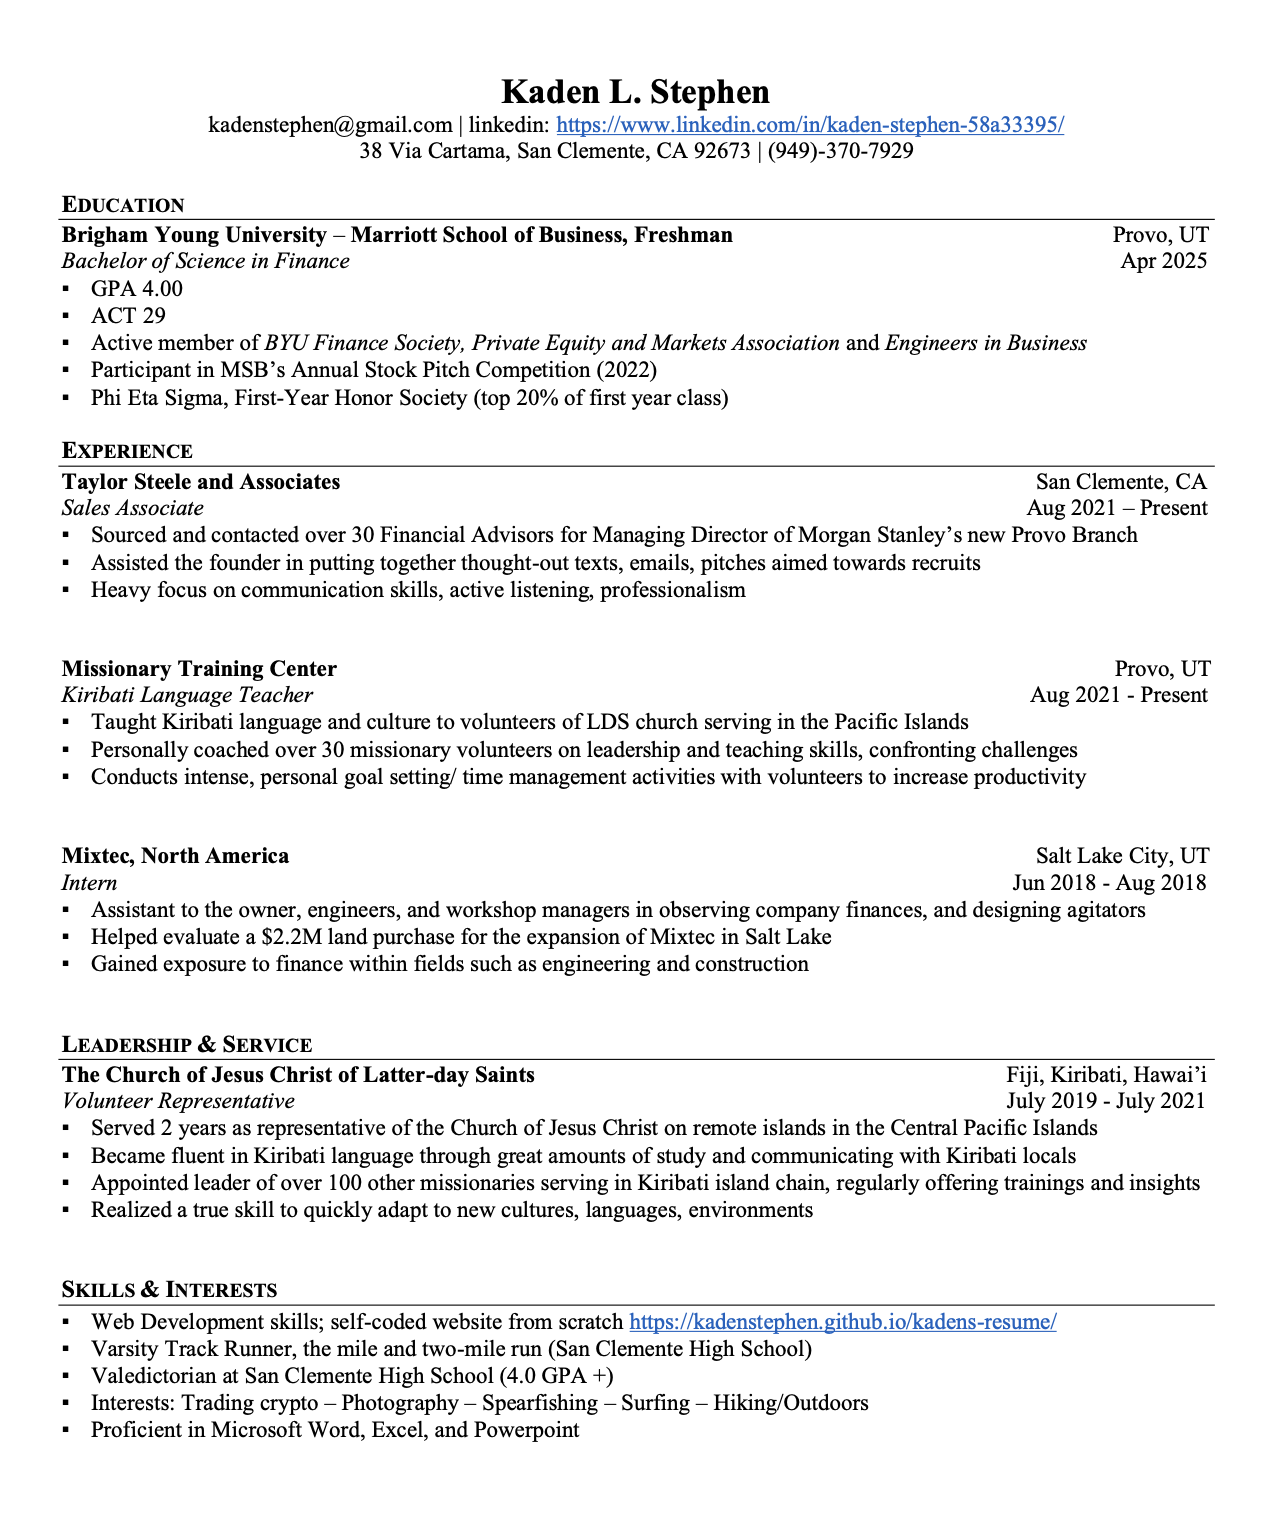 Kaden L. Stephen
kadenstephen@gmail.com | linkedin: https://www.linkedin.com/in/kaden-stephen-58a33395/
38 Via Cartama, San Clemente, CA 92673 | (949)-370-7929
EDUCATION
Brigham Young University – Marriott School of Business, Freshman Provo, UT
Bachelor of Science in Finance Apr 2025
▪ GPA 4.00
▪ ACT 29
▪ Active member of BYU Finance Society, Private Equity and Markets Association and Engineers in Business
▪ Participant in MSB’s Annual Stock Pitch Competition (2022)
▪ Phi Eta Sigma, First-Year Honor Society (top 20% of first year class)
EXPERIENCE
Taylor Steele and Associates San Clemente, CA
Sales Associate Aug 2021 – Present
▪ Sourced and contacted over 30 Financial Advisors for Managing Director of Morgan Stanley’s new Provo Branch
▪ Assisted the founder in putting together thought-out texts, emails, pitches aimed towards recruits
▪ Heavy focus on communication skills, active listening, professionalism
Missionary Training Center Provo, UT
Kiribati Language Teacher Aug 2021 - Present
▪ Taught Kiribati language and culture to volunteers of LDS church serving in the Pacific Islands
▪ Personally coached over 30 missionary volunteers on leadership and teaching skills, confronting challenges
▪ Conducts intense, personal goal setting/ time management activities with volunteers to increase productivity
Mixtec, North America Salt Lake City, UT
Intern Jun 2018 - Aug 2018
▪ Assistant to the owner, engineers, and workshop managers in observing company finances, and designing agitators
▪ Helped evaluate a $2.2M land purchase for the expansion of Mixtec in Salt Lake
▪ Gained exposure to finance within fields such as engineering and construction
LEADERSHIP & SERVICE
The Church of Jesus Christ of Latter-day Saints Fiji, Kiribati, Hawai’i
Volunteer Representative July 2019 - July 2021
▪ Served 2 years as representative of the Church of Jesus Christ on remote islands in the Central Pacific Islands
▪ Became fluent in Kiribati language through great amounts of study and communicating with Kiribati locals
▪ Appointed leader of over 100 other missionaries serving in Kiribati island chain, regularly offering trainings and insights
▪ Realized a true skill to quickly adapt to new cultures, languages, environments
SKILLS & INTERESTS
▪ Web Development skills; self-coded website from scratch https://kadenstephen.github.io/kadens-resume/
▪ Varsity Track Runner, the mile and two-mile run (San Clemente High School)
▪ Valedictorian at San Clemente High School (4.0 GPA +)
▪ Interests: Trading crypto – Photography – Spearfishing – Surfing – Hiking/Outdoors
▪ Proficient in Microsoft Word, Excel, and Powerpoint